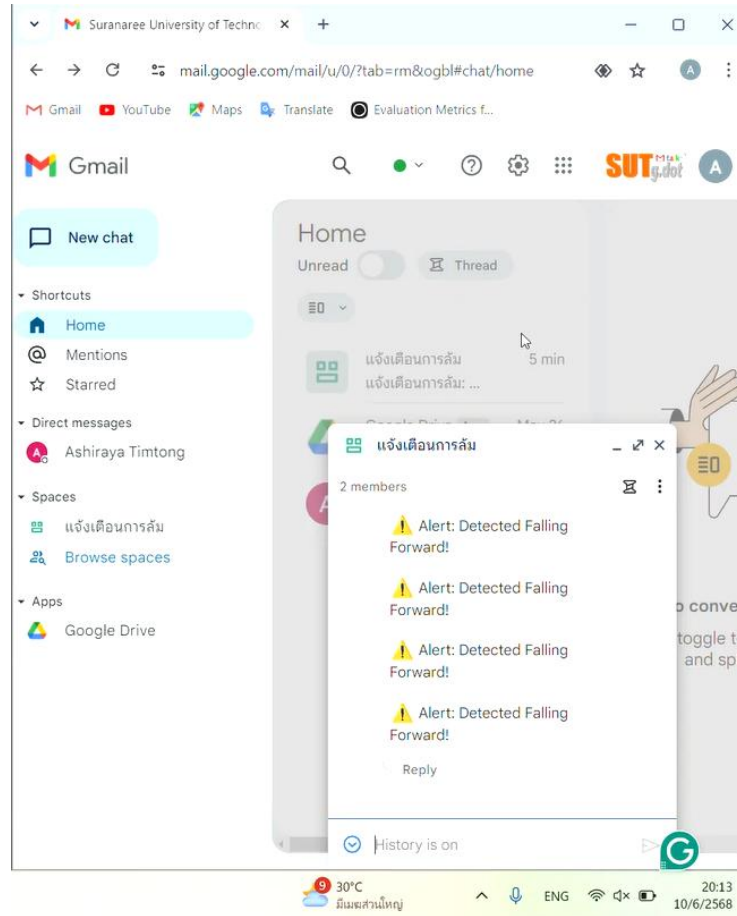 Suranaree University of Techno
mail.google.com/mail/u/0/?tab=rm&ogbl#chat/home
A
Gmail YouTube Maps Translate Evaluation Metrics f...
Gmail
SUT
g.dot
A
New chat
Shortcuts
Home
Mentions
Starred
Direct messages
A Ashiraya Timtong
Spaces
แจ้งเตือนการล้ม
Browse spaces
Apps
Google Drive
Home
Unread Thread
แจ้งเตือนการล้ม 5 min
แจ้งเตือนการล้ม: ...
แจ้งเตือนการล้ม
2 members
Alert: Detected Falling
Forward!
Alert: Detected Falling
Forward!
Alert: Detected Falling
Forward!
Alert: Detected Falling
Forward!
Reply
History is on
conve
toggle t
and sp
9 30°C
มีเมฆส่วนใหญ่
ENG
20:13
10/6/2568